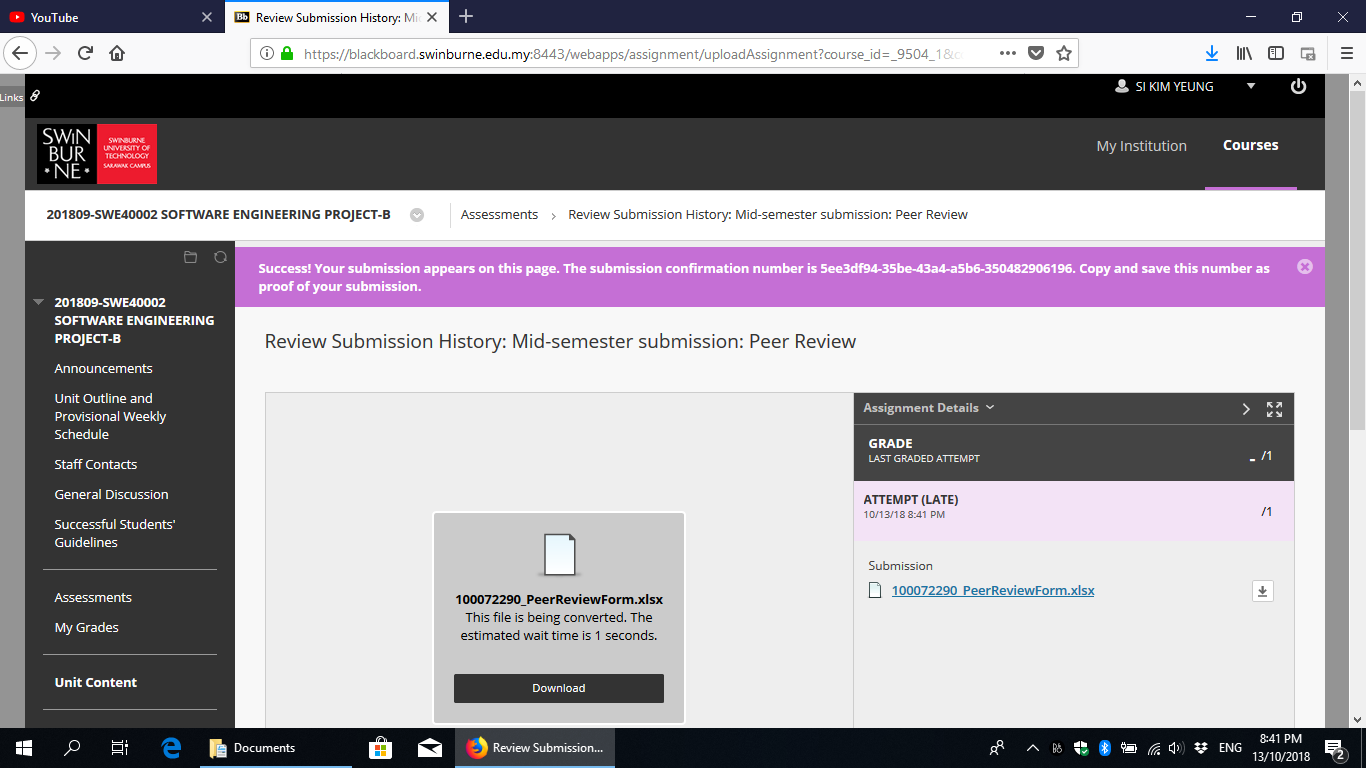 YouTube
Bb Review Submission History: Mi
https://blackboard.swinburne.edu.my:8443/webapps/assignment/uploadAssignment?course_id=_9504_1&
Links
SI KIM YEUNG
SWIN
BUR
NE
SWINBURNE
UNIVERSITY OF
TECHNOLOGY
SARAWAK CAMPUS
My Institution
Courses
201809-SWE40002 SOFTWARE ENGINEERING PROJECT-B
Assessments
Review Submission History: Mid-semester submission: Peer Review
Success! Your submission appears on this page. The submission confirmation number is 5ee3df94-35be-43a4-a5b6-350482906196. Copy and save this number as
proof of your submission.
201809-SWE40002
SOFTWARE ENGINEERING
PROJECT-B
Announcements
Unit Outline and
Provisional Weekly
Schedule
Staff Contacts
General Discussion
Successful Students'
Guidelines
Assessments
My Grades
Unit Content
Review Submission History: Mid-semester submission: Peer Review
100072290_PeerReviewForm.xlsx
This file is being converted. The
estimated wait time is 1 seconds.
Download
Assignment Details
GRADE
LAST GRADED ATTEMPT
- /1
ATTEMPT (LATE)
10/13/18 8:41 PM
/1
Submission
100072290_PeerReviewForm.xlsx
Documents
Review Submission...
ENG
8:41 PM
13/10/2018
2